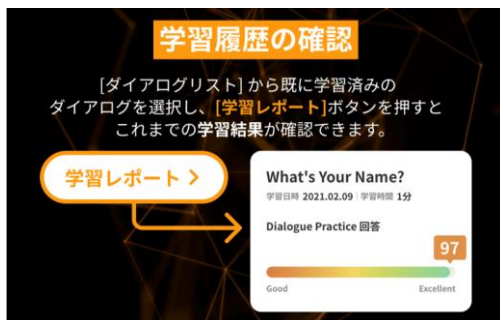 学習履歴の確認
[ダイアログリスト] から既に学習済みの
ダイアログを選択し、[学習レポート]ボタンを押すと
これまでの学習結果が確認できます。
学習レポート >
What's Your Name?
学習日時 2021.02.09 | 学習時間 1分
Dialogue Practice 回答
97
Good Excellent